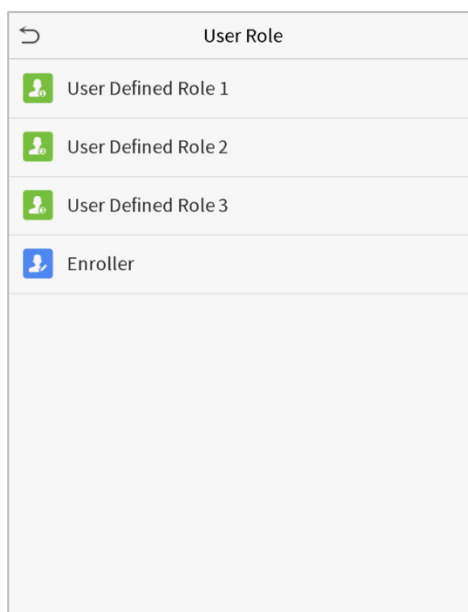 User Role
User Defined Role 1
User Defined Role 2
User Defined Role 3
Enroller